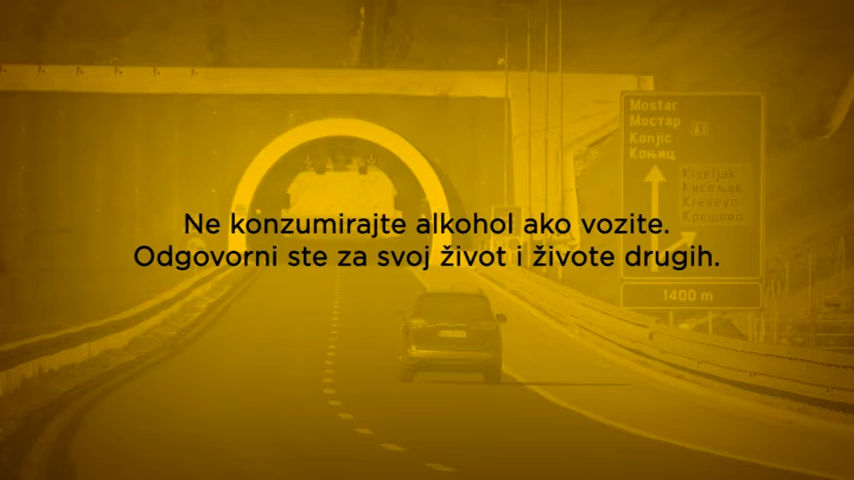 Mostar
Мостар
A1
Konjic
Коњиц
Kiseljak
Кисељак
Kreševo
Крешево
Ne konzumirajte alkohol ako vozite.
Odgovorni ste za svoj život i živote drugih.
1400 m